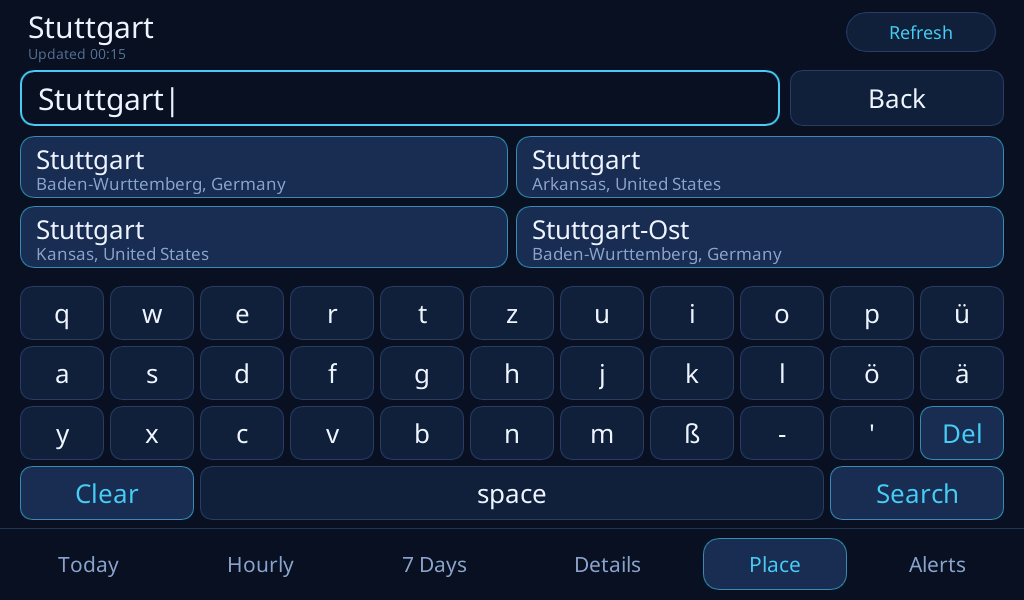 Stuttgart
Updated 00:15
Refresh
Stuttgart|
Back
Stuttgart
Baden-Wurttemberg, Germany
Stuttgart
Arkansas, United States
Stuttgart
Kansas, United States
Stuttgart-Ost
Baden-Wurttemberg, Germany
q w e r t z u i o p ü
a s d f g h j k l ö ä
y x c v b n m ß - ' Del
Clear space Search
Today Hourly 7 Days Details Place Alerts